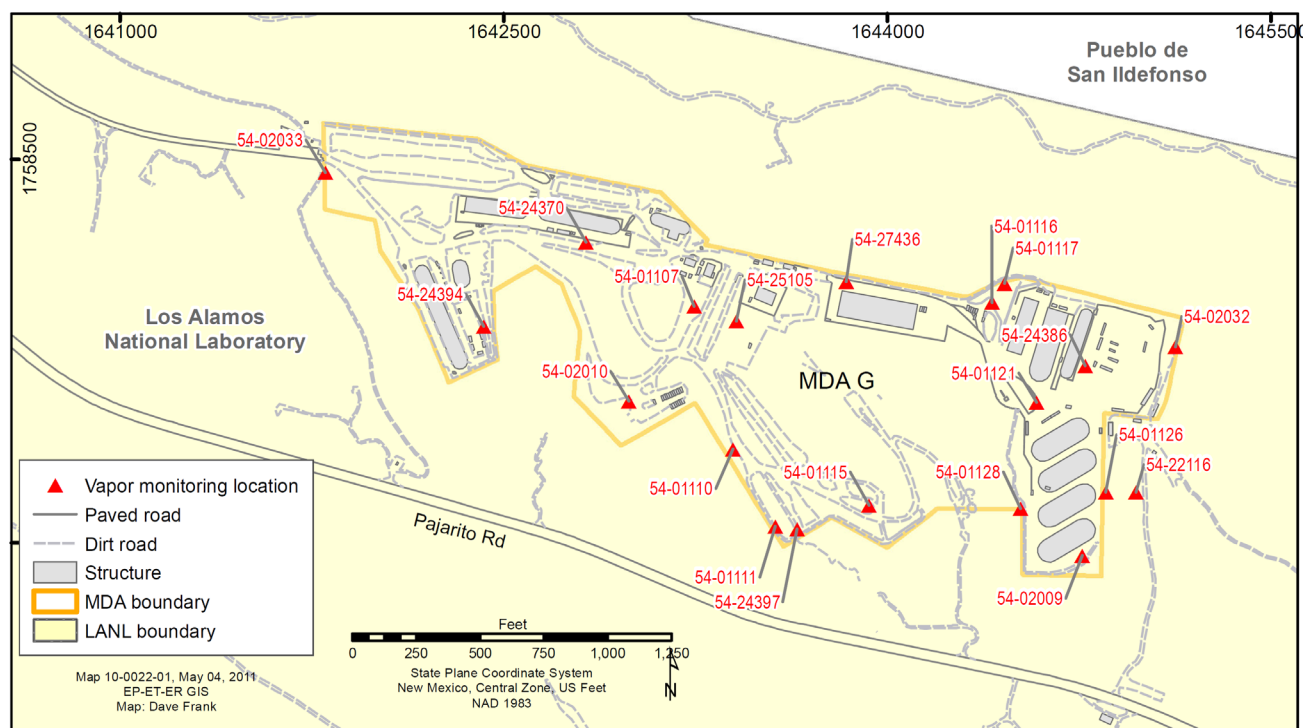 1641000
1642500
1644000
1645500
Pueblo de
San Ildefonso
1758500
54-02033
54-24370
54-27436
54-01116
54-01117
54-01107
54-25105
54-24394
54-02032
Los Alamos
National Laboratory
54-24386
54-02010
MDA G
54-01121
54-01126
54-22116
54-01115
54-01128
54-01110
Vapor monitoring location
Paved road
Dirt road
Structure
MDA boundary
LANL boundary
Pajarito Rd
54-01111
54-24397
54-02009
Feet
0 250 500 750 1,000 1,250
State Plane Coordinate System
New Mexico, Central Zone, US Feet
NAD 1983
N
Map 10-0022-01, May 04, 2011
EP-ET-ER GIS
Map: Dave Frank